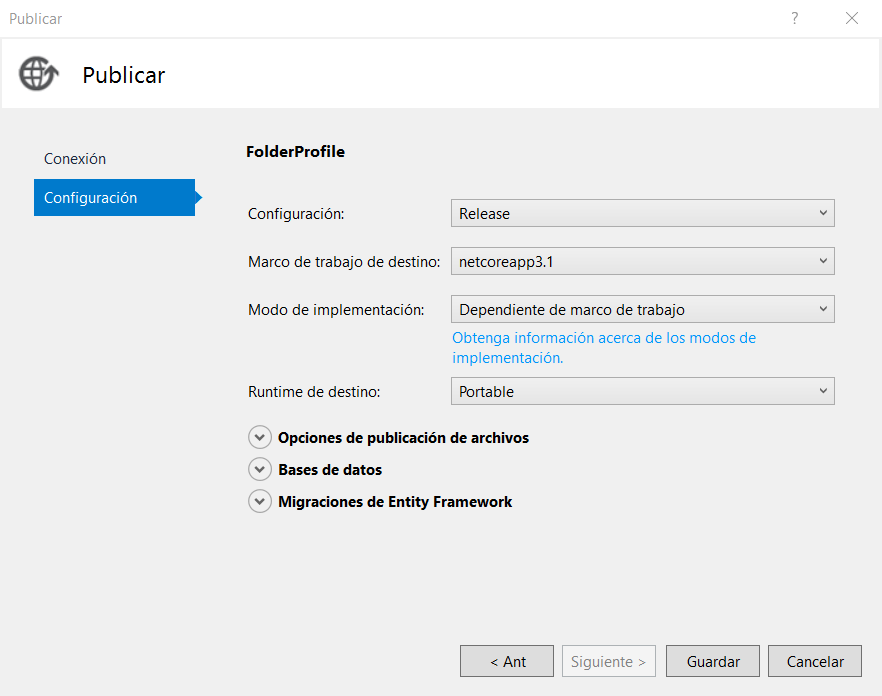 Publicar
?
Publicar
Conexión
Configuración
FolderProfile
Configuración: Release
Marco de trabajo de destino: netcoreapp3.1
Modo de implementación: Dependiente de marco de trabajo
Obtenga información acerca de los modos de
implementación.
Runtime de destino: Portable
Opciones de publicación de archivos
Bases de datos
Migraciones de Entity Framework
< Ant Siguiente > Guardar Cancelar